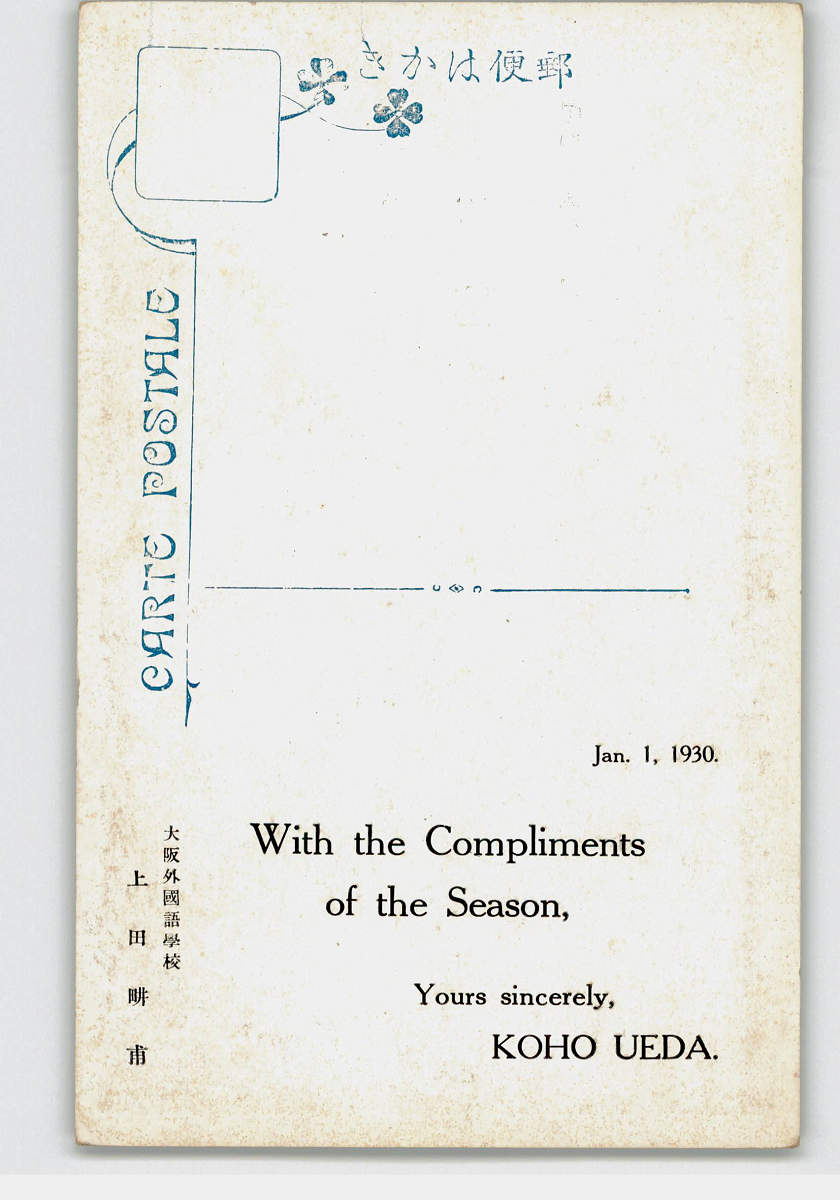 郵便はかき
CARTE POSTALE
Jan. 1, 1930.
With the Compliments
of the Season,
Yours sincerely,
KOHO UEDA.
大阪外國語學校
上田畊甫